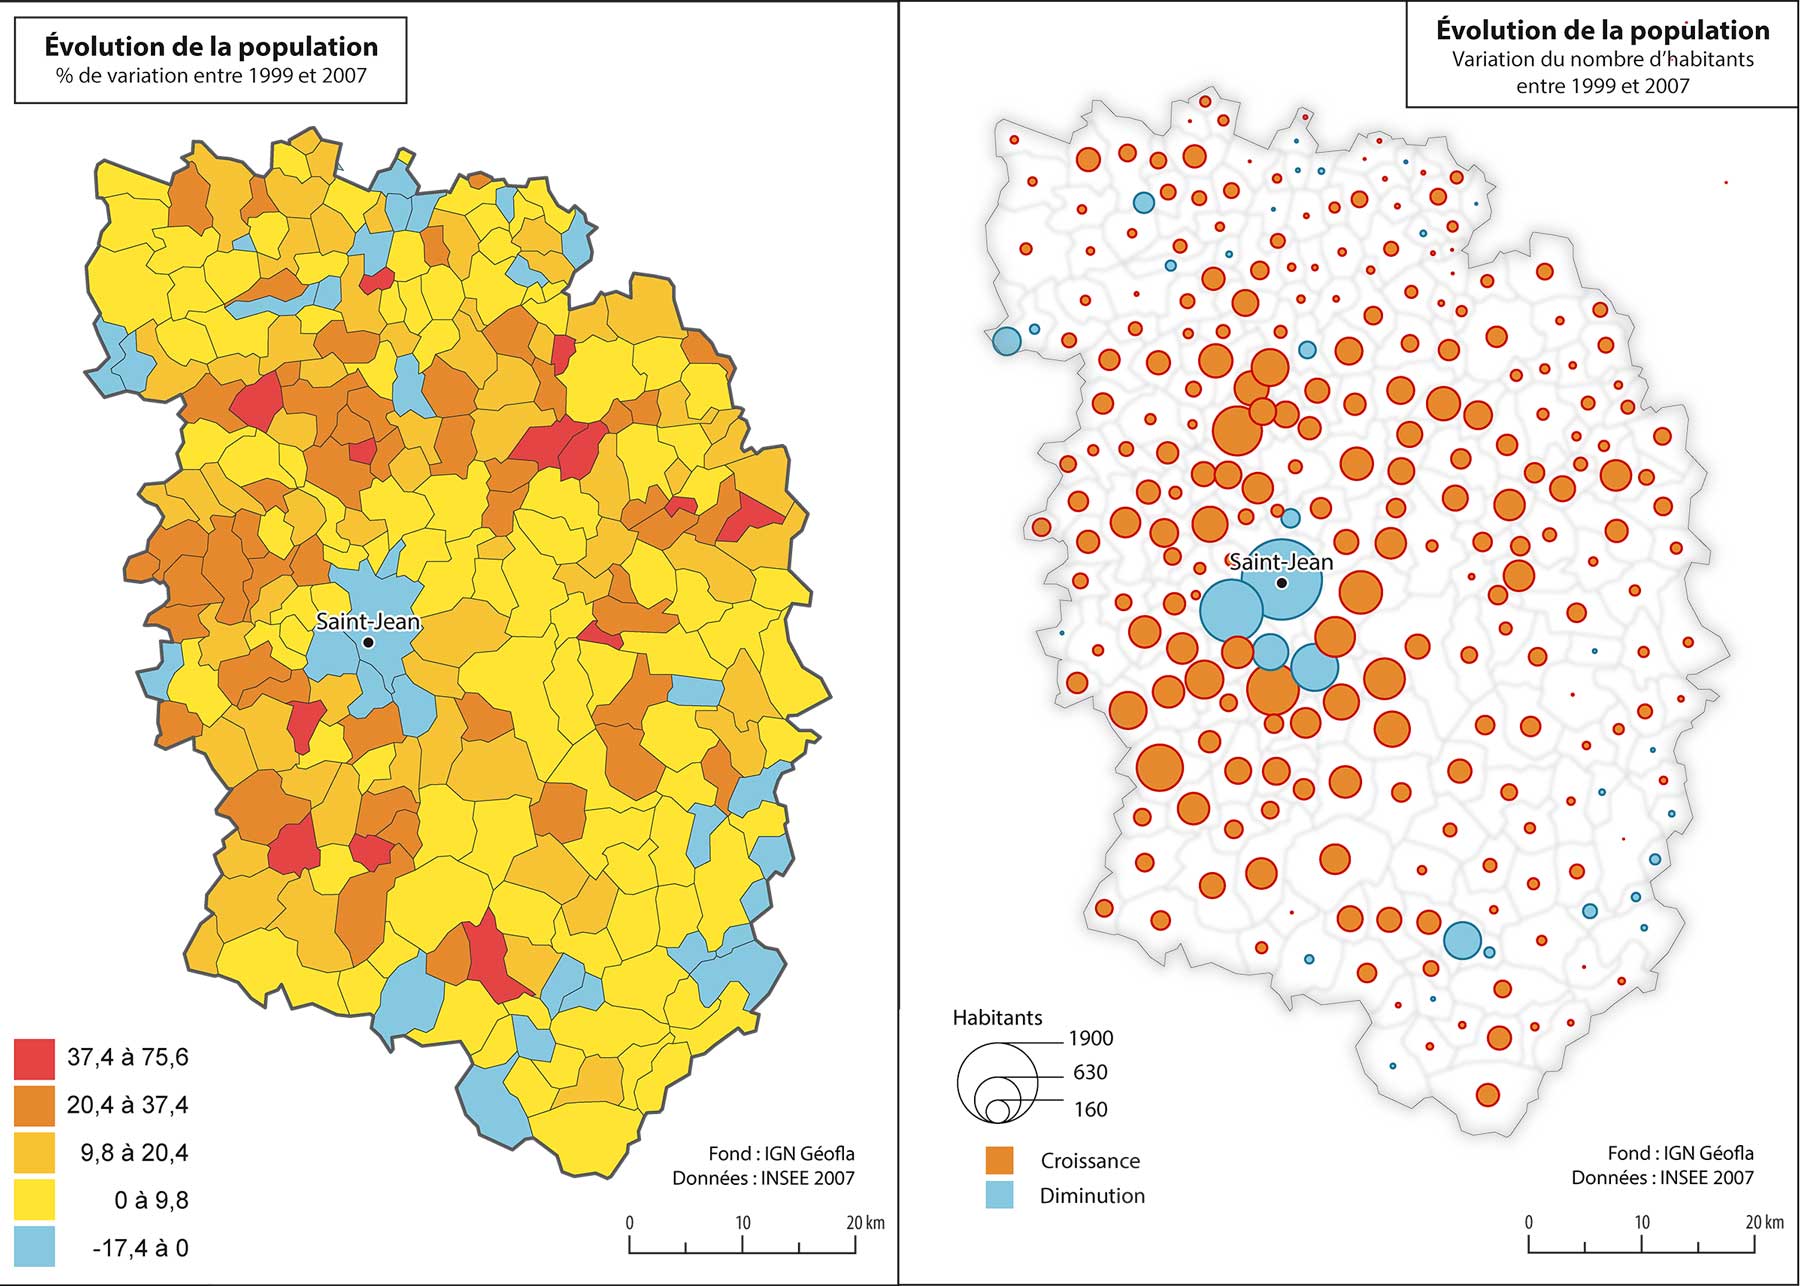 Évolution de la population
% de variation entre 1999 et 2007
Saint-Jean
37,4 à 75,6
20,4 à 37,4
9,8 à 20,4
0 à 9,8
-17,4 à 0
Fond : IGN Géofla
Données : INSEE 2007
0 10 20 km
Évolution de la population
Variation du nombre d'habitants
entre 1999 et 2007
Saint-Jean
Habitants
1900
630
160
Croissance
Diminution
Fond : IGN Géofla
Données : INSEE 2007
0 10 20 km